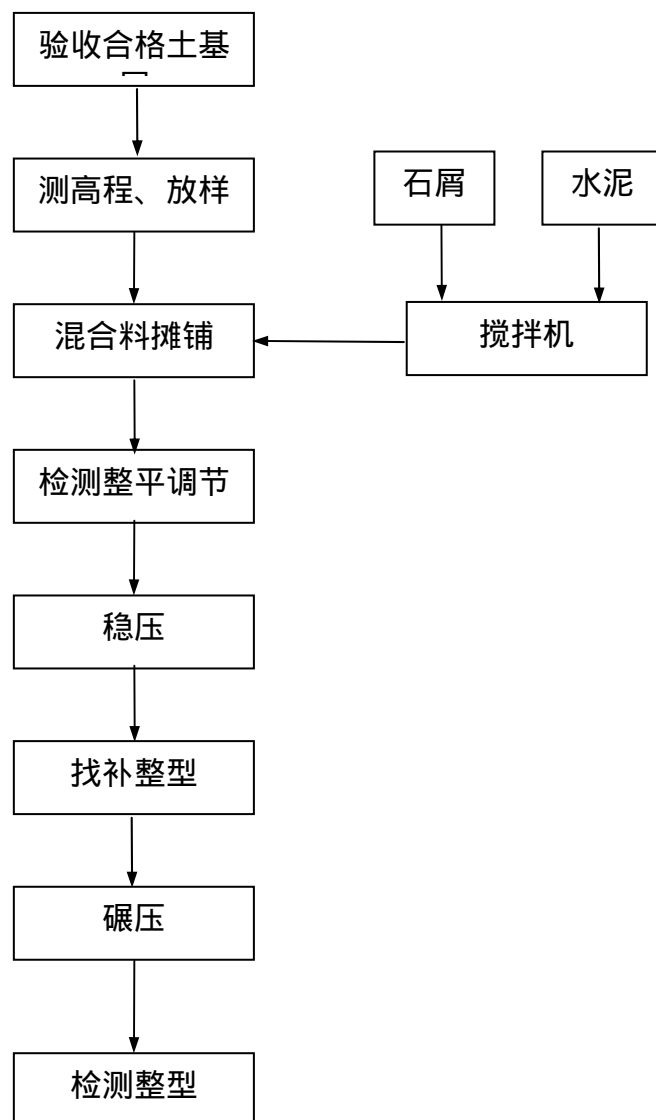 验收合格土基
测高程、放样
石屑
水泥
混合料摊铺
搅拌机
检测整平调节
稳压
找补整型
碾压
检测整型